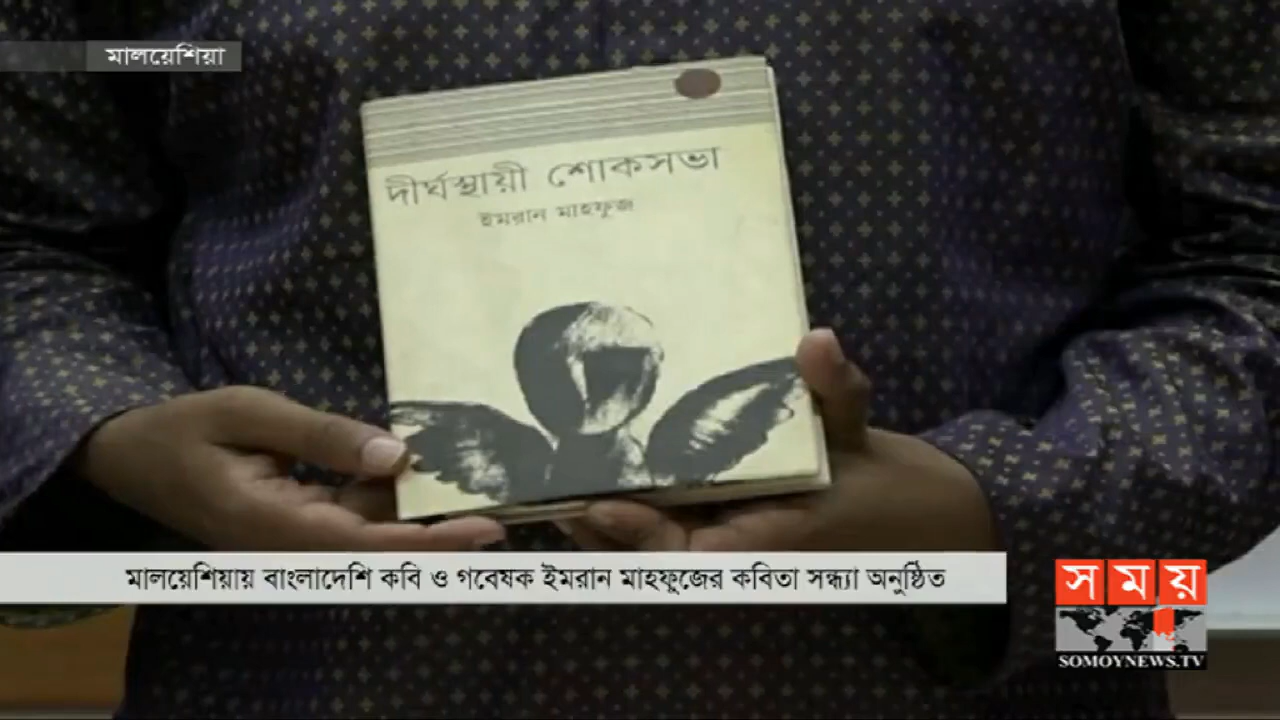 মালয়েশিয়া
দীর্ঘস্থায়ী শোকসভা
ইমরান মাহফুজ
মালয়েশিয়ায় বাংলাদেশি কবি ও গবেষক ইমরান মাহফুজের কবিতা সন্ধ্যা অনুষ্ঠিত
সময়
SOMOYNEWS.TV